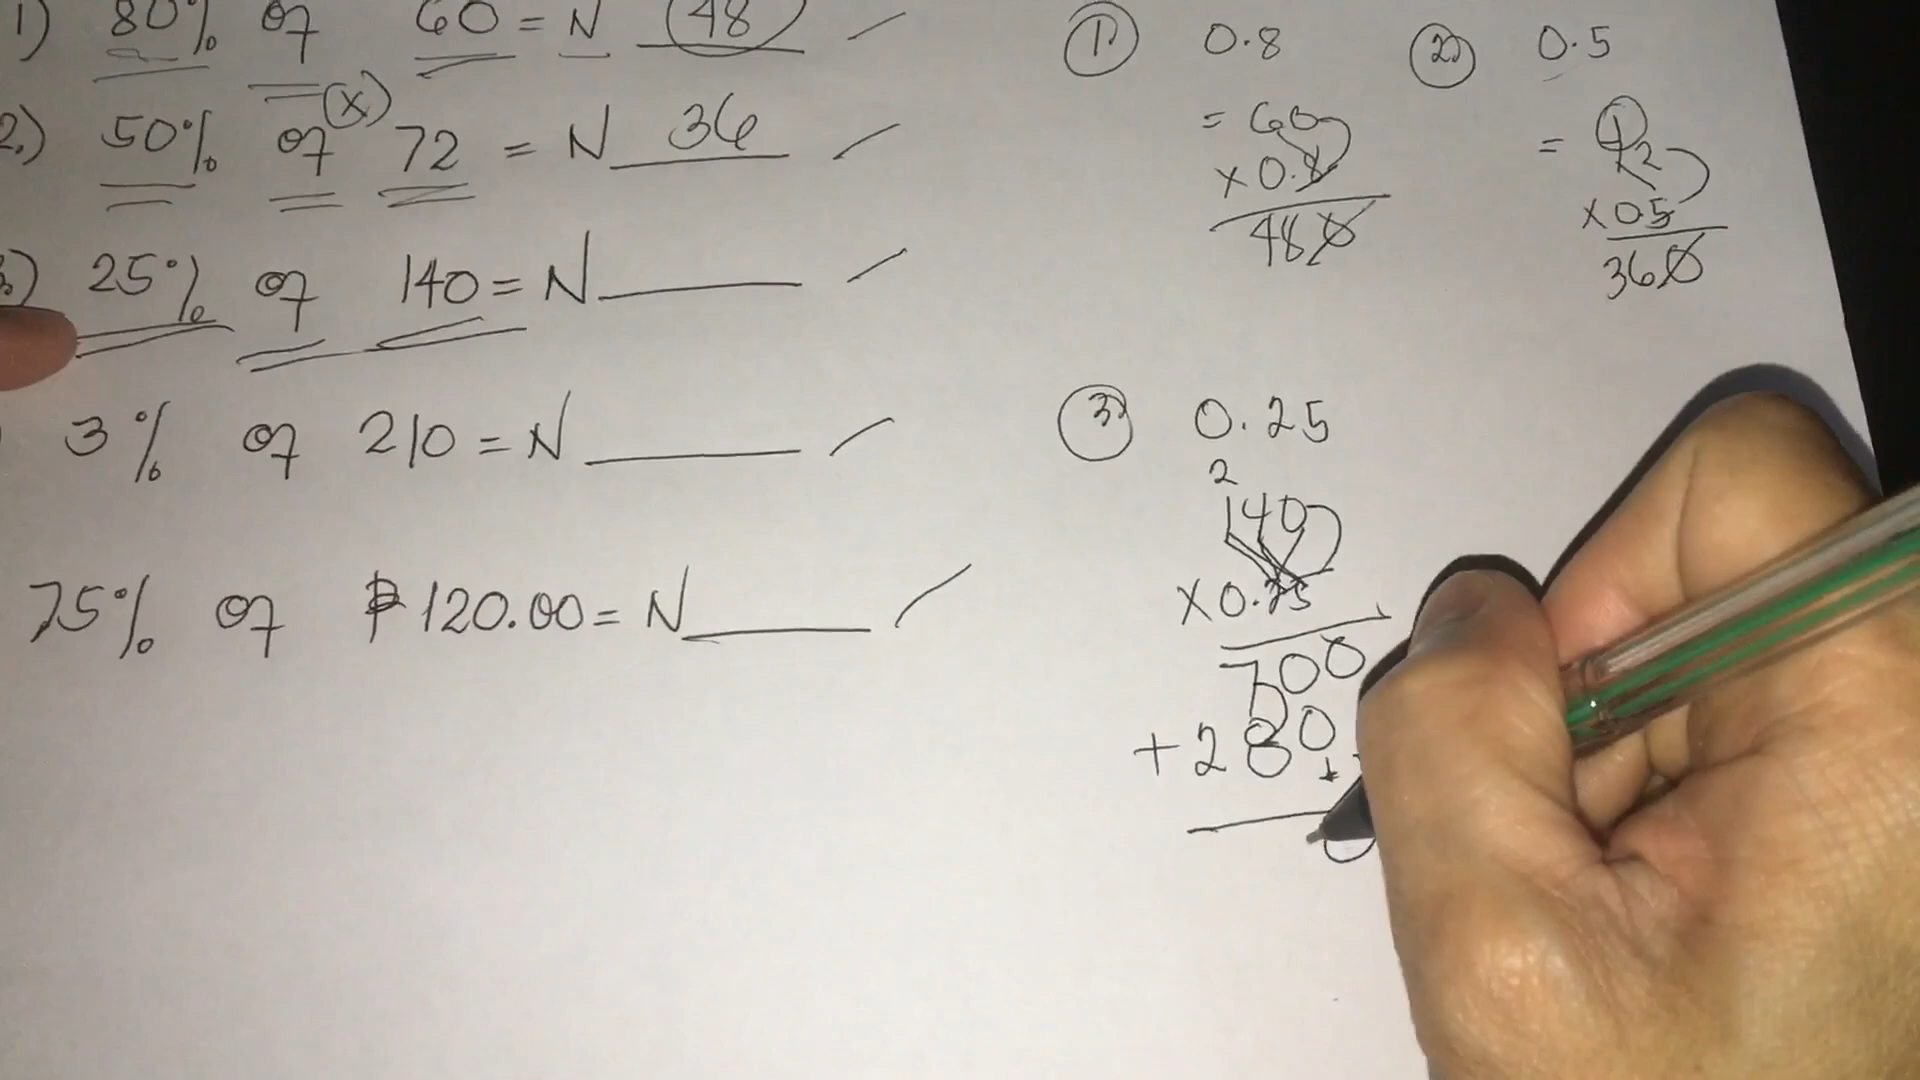 1) 80% of 60 = N 48
(x)
2.) 50% of 72 = N 36
3) 25% of 140 = N
3% of 210 = N
75% of ₱120.00 = N
1) 0.8
= 60
x 0.8
480
2) 0.5
= 72
x 0.5
360
3) 0.25
2
140
x 0.25
700
+ 280
0